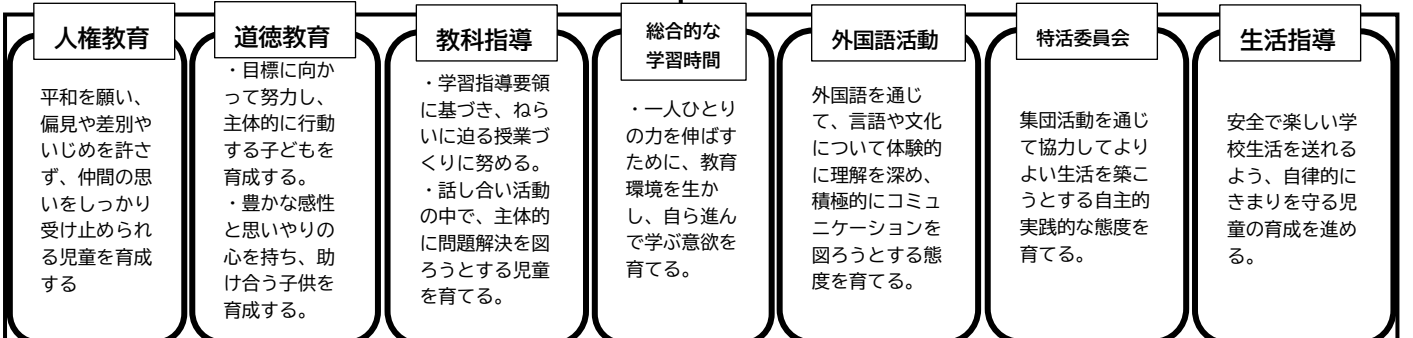 人権教育
平和を願い、
偏見や差別や
いじめを許さ
ず、仲間の思
いをしっかり
受け止められ
る児童を育成
する
道徳教育
・目標に向か
って努力し、
主体的に行動
する子どもを
育成する。
・豊かな感性
と思いやりの
心を持ち、助
け合う子供を
育成する。
教科指導
・学習指導要領
に基づき、ねら
いに迫る授業づ
くりに努める。
・話し合い活動
の中で、主体的
に問題解決を図
ろうとする児童
を育てる。
総合的な
学習時間
・一人ひとり
の力を伸ばす
ために、教育
環境を生か
し、自ら進ん
で学ぶ意欲を
育てる。
外国語活動
外国語を通じ
て、言語や文化
について体験的
に理解を深め、
積極的にコミュ
ニケーションを
図ろうとする態
度を育てる。
特活委員会
集団活動を通じ
て協力してより
よい生活を築こ
うとする自主的
実践的な態度を
育てる。
生活指導
安全で楽しい学
校生活を送れる
よう、自律的に
きまりを守る児
童の育成を進め
る。